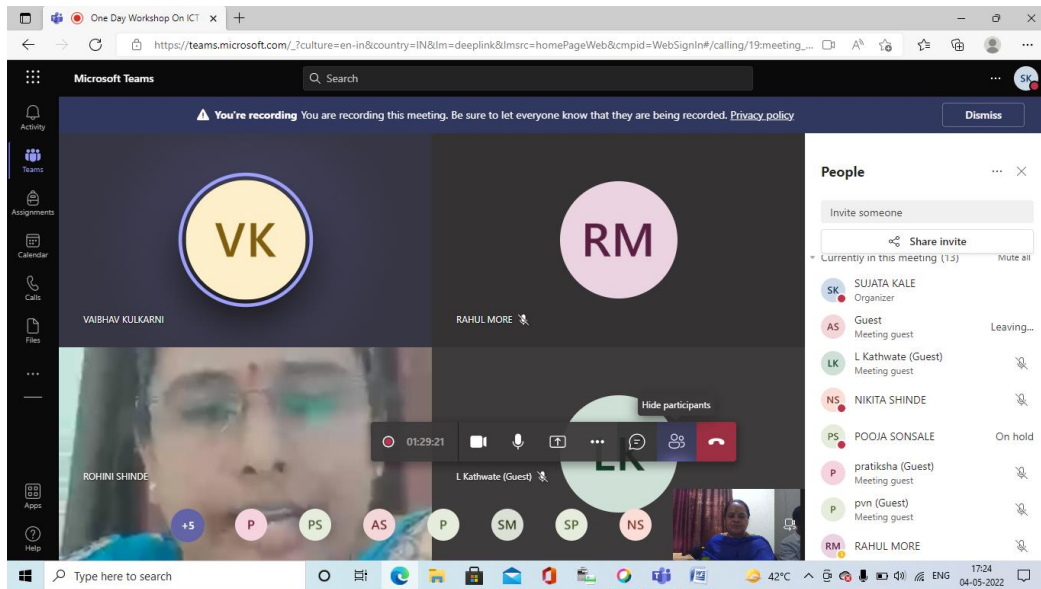 One Day Workshop On ICT
https://teams.microsoft.com/_?culture=en-in&country=IN&lm=deeplink&lmsrc=homePageWeb&cmpid=WebSignIn#/calling/19:meeting_...
Microsoft Teams
Search
SK
You're recording You are recording this meeting. Be sure to let everyone know that they are being recorded. Privacy policy
Dismiss
Activity
Teams
Assignments
Calendar
Calls
Files
Apps
Help
VK
VAIBHAV KULKARNI
RM
RAHUL MORE
ROHINI SHINDE
LK
L Kathwate (Guest)
Hide participants
01:29:21
+5
P
PS
AS
P
SM
SP
NS
People
Invite someone
Share invite
Currently in this meeting (13) Mute all
SK SUJATA KALE
Organizer
AS Guest Leaving...
Meeting guest
LK L Kathwate (Guest)
Meeting guest
NS NIKITA SHINDE
PS POOJA SONSALE On hold
P pratiksha (Guest)
Meeting guest
P pvn (Guest)
Meeting guest
RM RAHUL MORE
Type here to search
42°C
ENG
17:24
04-05-2022